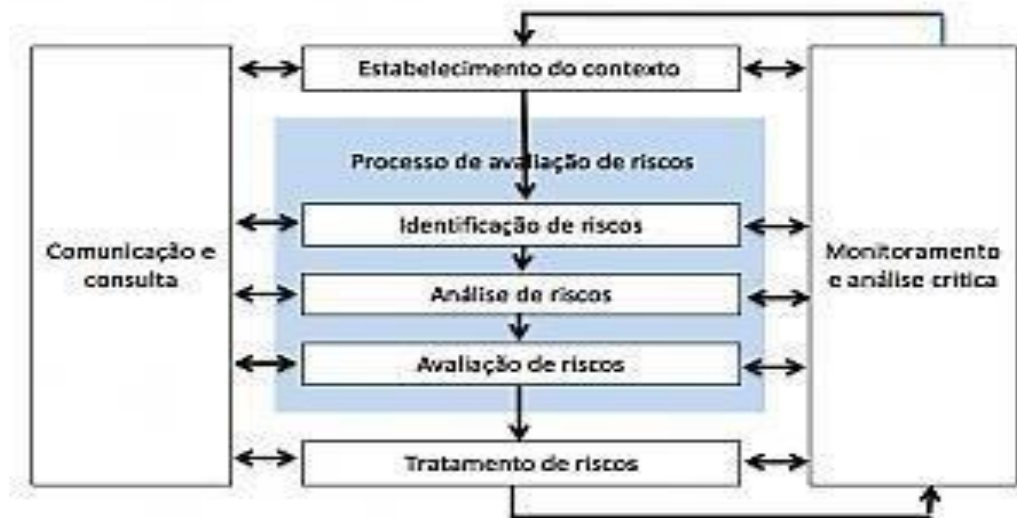 Estabelecimento do contexto
Processo de avaliação de riscos
Identificação de riscos
Comunicação e
consulta
Monitoramento
e análise crítica
Análise de riscos
Avaliação de riscos
Tratamento de riscos